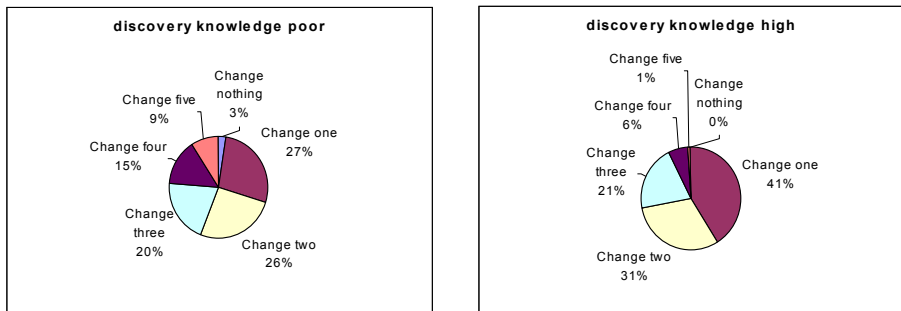 discovery knowledge poor
Change
nothing
3%
Change one
27%
Change two
26%
Change
three
20%
Change four
15%
Change five
9%
discovery knowledge high
Change
nothing
0%
Change one
41%
Change two
31%
Change
three
21%
Change four
6%
Change five
1%